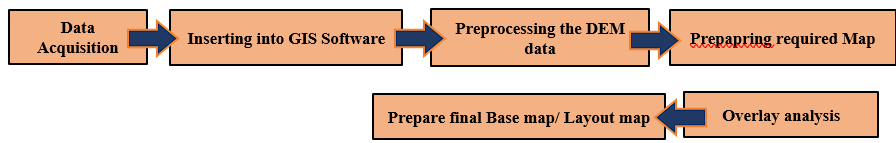 Data
Acquisition
Inserting into GIS Software
Preprocessing the DEM
data
Prepapring required Map
Overlay analysis
Prepare final Base map/ Layout map